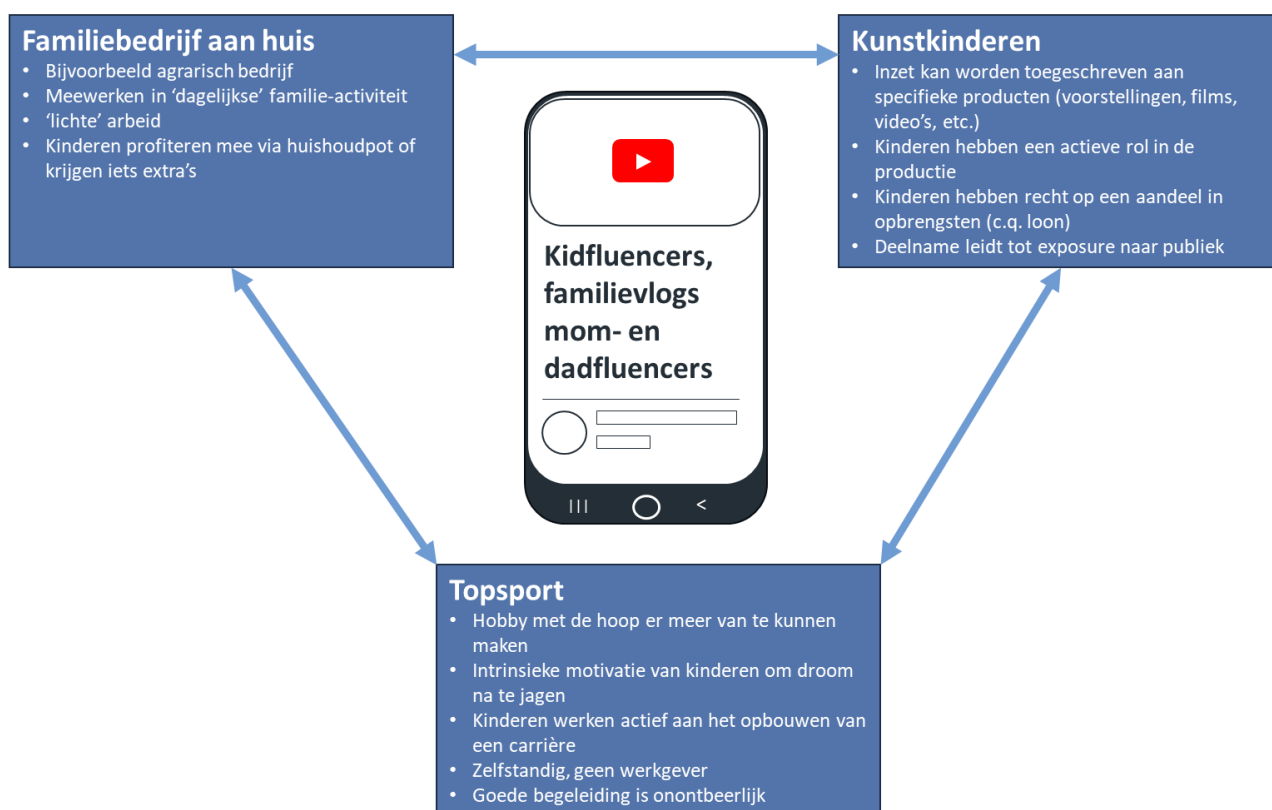 Familiebedrijf aan huis
• Bijvoorbeeld agrarisch bedrijf
• Meewerken in ‘dagelijkse’ familie-activiteit
• ‘lichte’ arbeid
• Kinderen profiteren mee via huishoudpot of
krijgen iets extra’s
Kunstkinderen
• Inzet kan worden toegeschreven aan
specifieke producten (voorstellingen, films,
video’s, etc.)
• Kinderen hebben een actieve rol in de
productie
• Kinderen hebben recht op een aandeel in
opbrengsten (c.q. loon)
• Deelname leidt tot exposure naar publiek
Kidfluencers,
familievlogs
mom- en
dadfluencers
Topsport
• Hobby met de hoop er meer van te kunnen
maken
• Intrinsieke motivatie van kinderen om droom
na te jagen
• Kinderen werken actief aan het opbouwen van
een carrière
• Zelfstandig, geen werkgever
• Goede begeleiding is onontbeerlijk